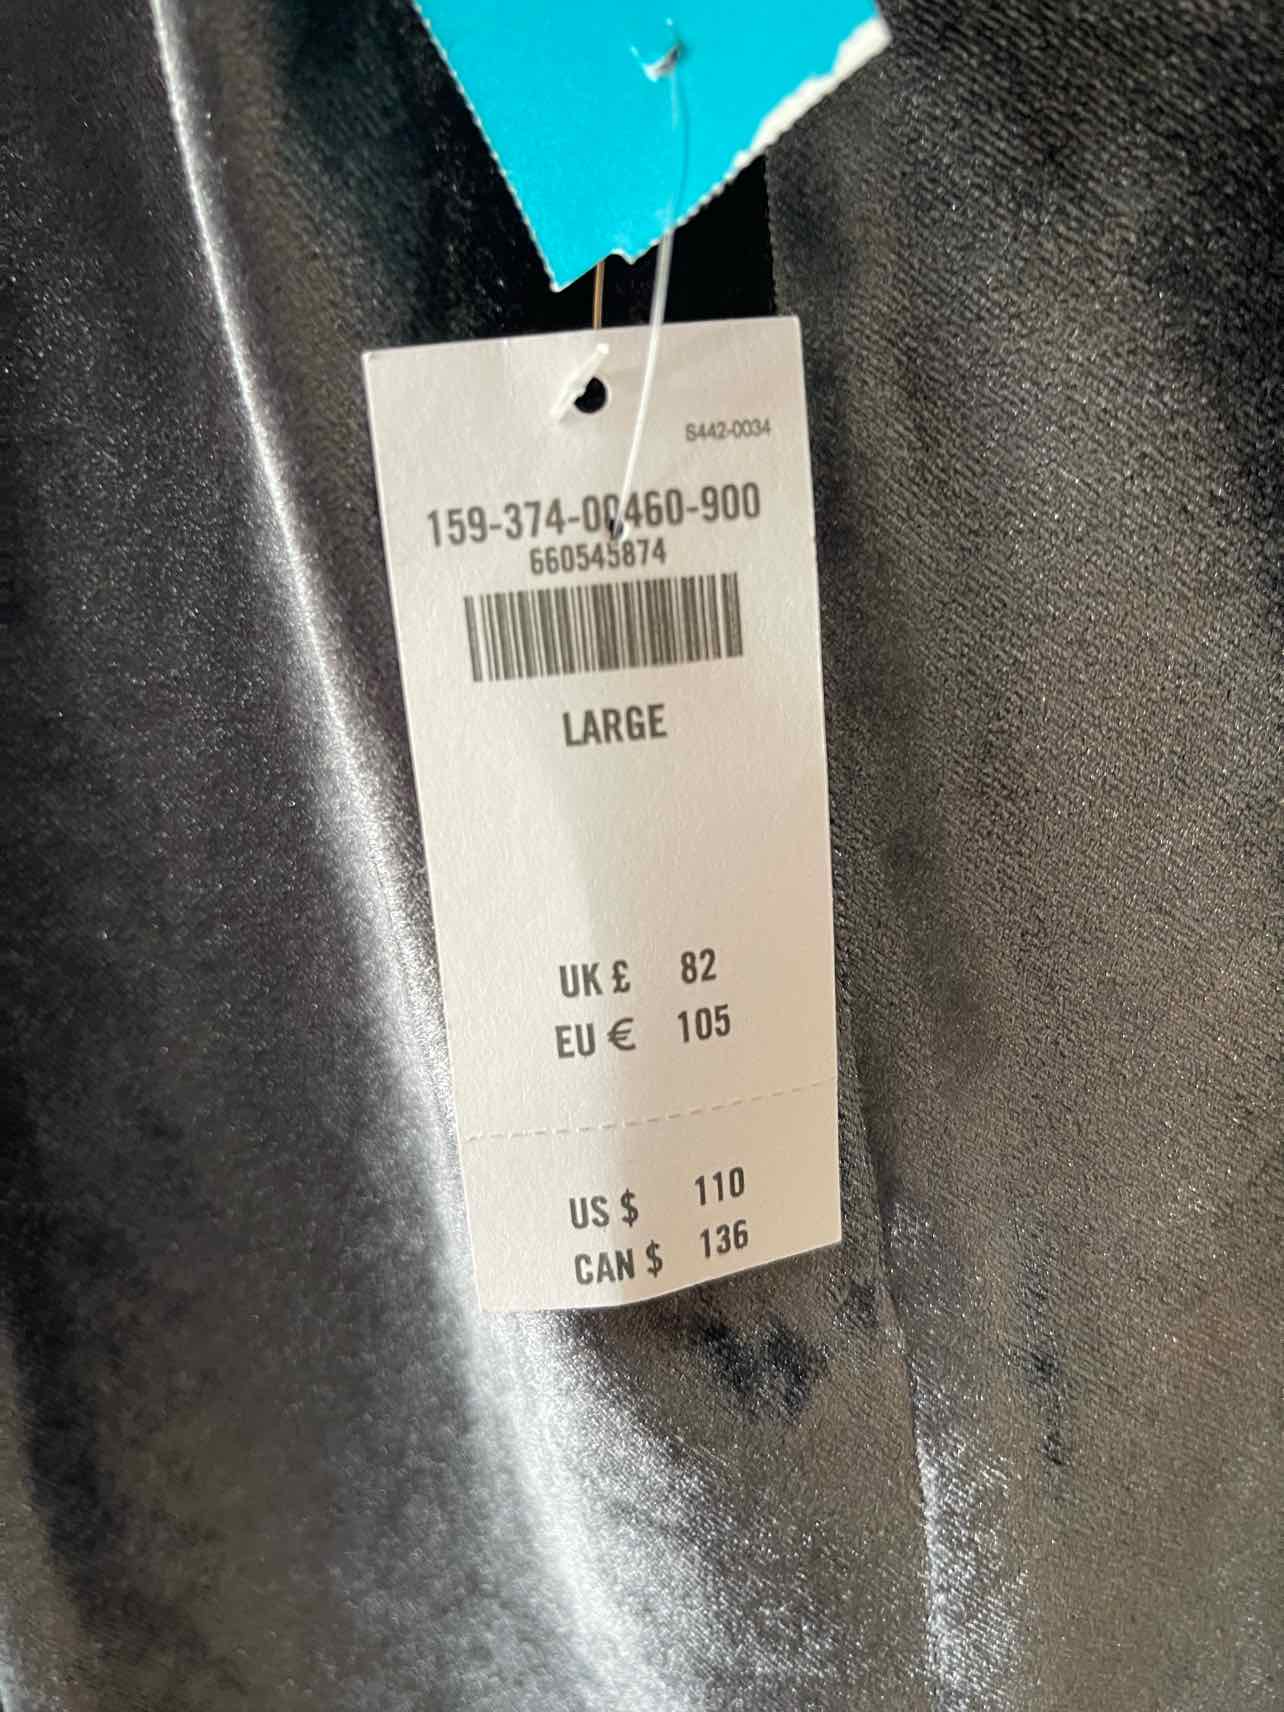 S442-0034
159-374-00460-900
660545874
LARGE
UK £ 82
EU € 105
US $ 110
CAN $ 136